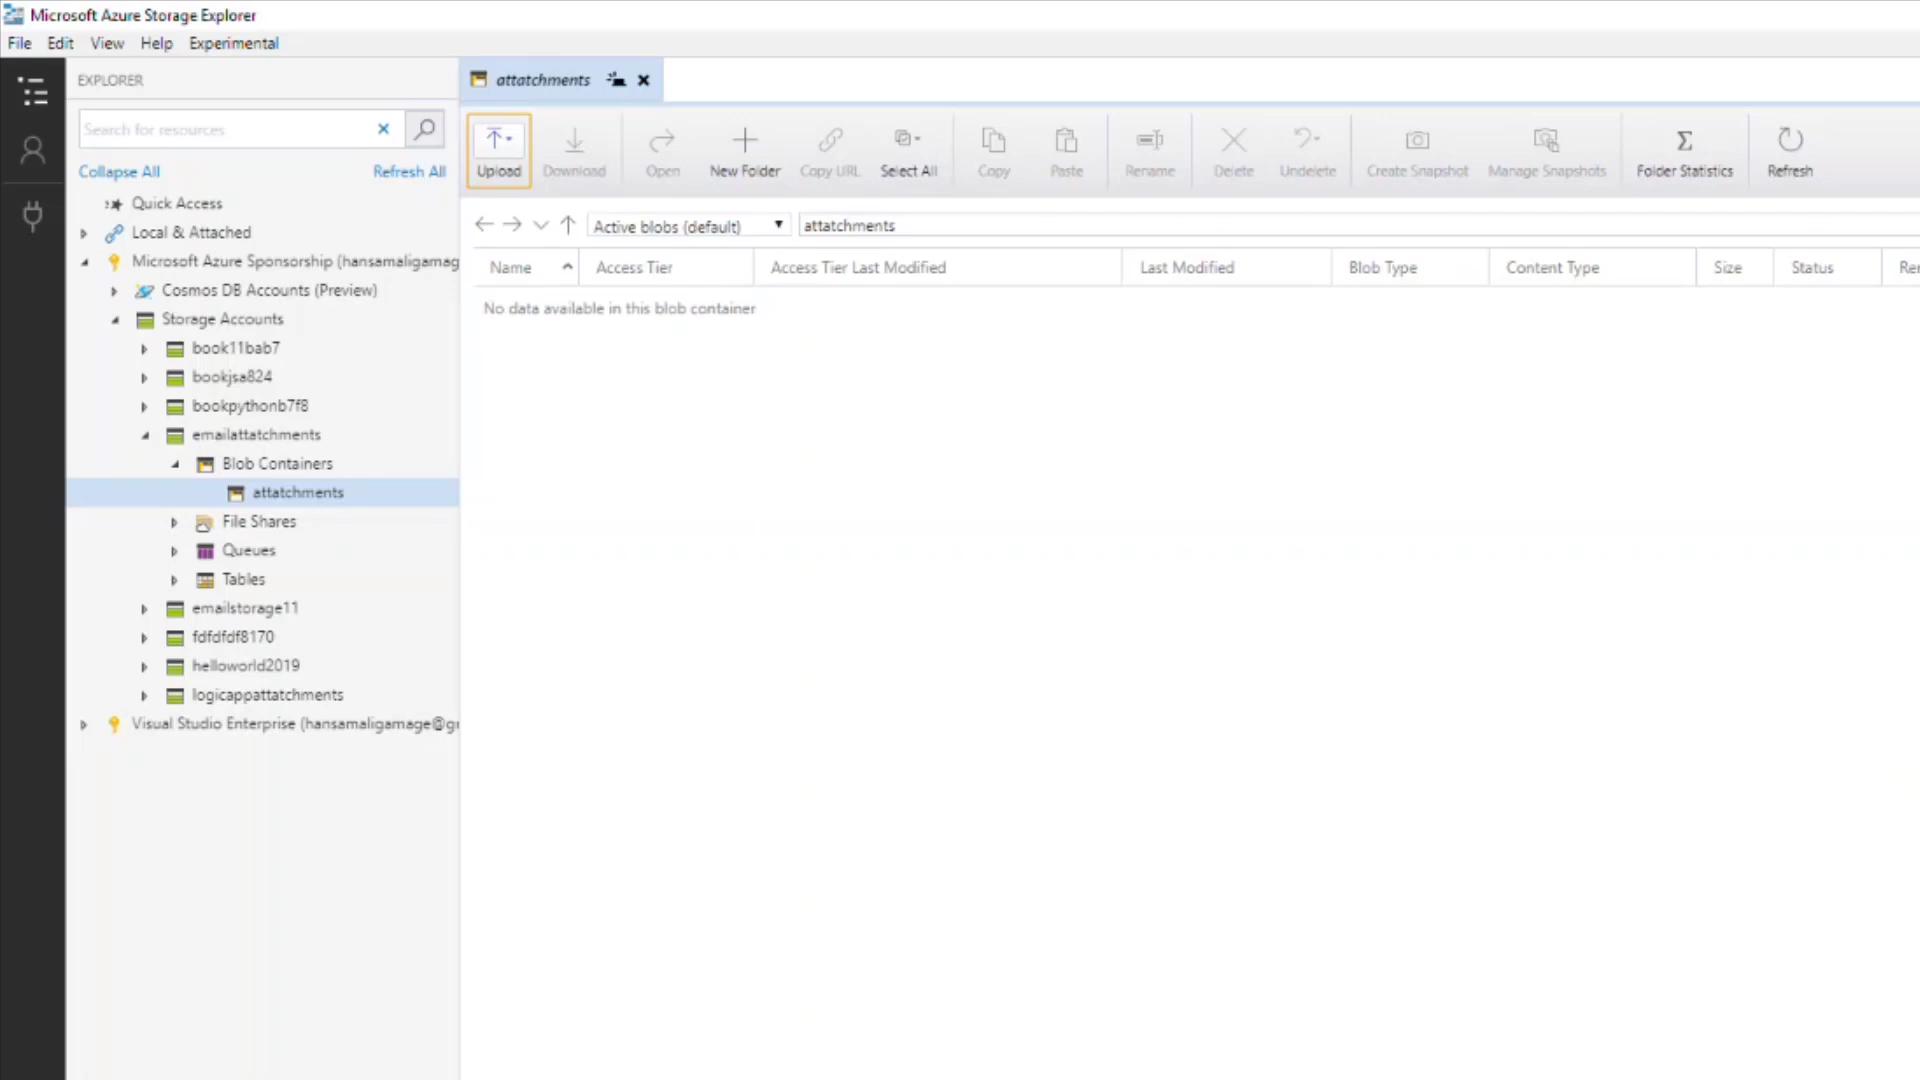 Microsoft Azure Storage Explorer
File Edit View Help Experimental
EXPLORER
Search for resources
Collapse All Refresh All
Quick Access
Local & Attached
Microsoft Azure Sponsorship (hansamaligamag
Cosmos DB Accounts (Preview)
Storage Accounts
book11bab7
bookjsa824
bookpythonb7f8
emailattatchments
Blob Containers
attatchments
File Shares
Queues
Tables
emailstorage11
fdfdfdf8170
helloworld2019
logicappattatchments
Visual Studio Enterprise (hansamaligamage@g
attatchments
Upload Download Open New Folder Copy URL Select All Copy Paste Rename Delete Undelete Create Snapshot Manage Snapshots Folder Statistics Refresh
Active blobs (default) attatchments
Name Access Tier Access Tier Last Modified Last Modified Blob Type Content Type Size Status Rer
No data available in this blob container